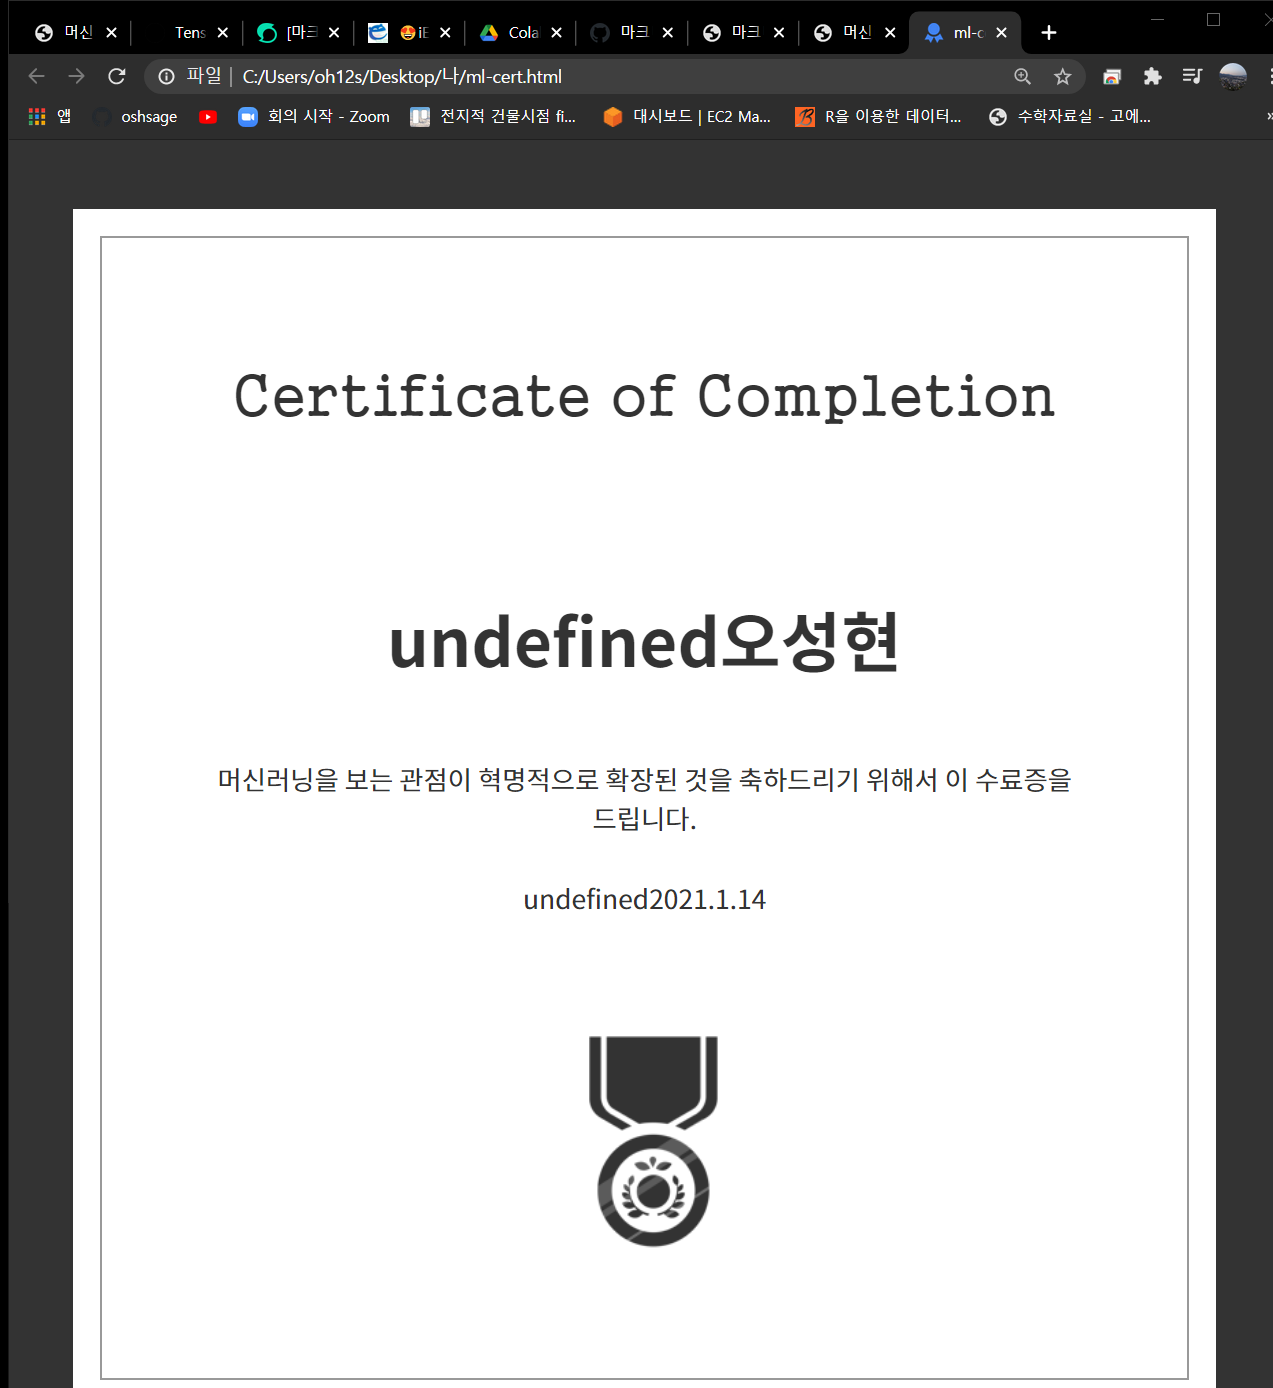 머신
Tens
[마크
iE
Cola
마크
마크
머신
ml-c
파일 | C:/Users/oh12s/Desktop/나/ml-cert.html
앱 oshsage 회의 시작 - Zoom 전지적 건물시점 fi... 대시보드 | EC2 Ma... R을 이용한 데이터... 수학자료실 - 고에... »
Certificate of Completion
undefined오성현
머신러닝을 보는 관점이 혁명적으로 확장된 것을 축하드리기 위해서 이 수료증을
드립니다.
undefined2021.1.14